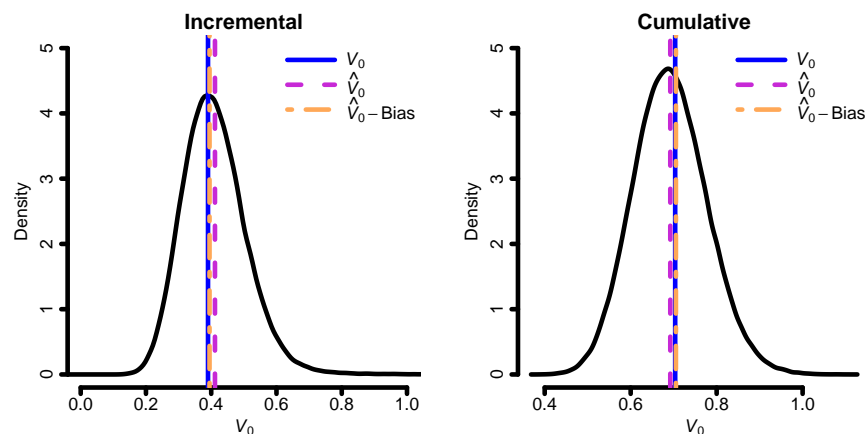 Incremental
5
4
3
2
1
0
Density
V₀
V̂₀
V̂₀ – Bias
0.0 0.2 0.4 0.6 0.8 1.0
V₀
Cumulative
5
4
3
2
1
0
Density
V₀
V̂₀
V̂₀ – Bias
0.4 0.6 0.8 1.0
V₀